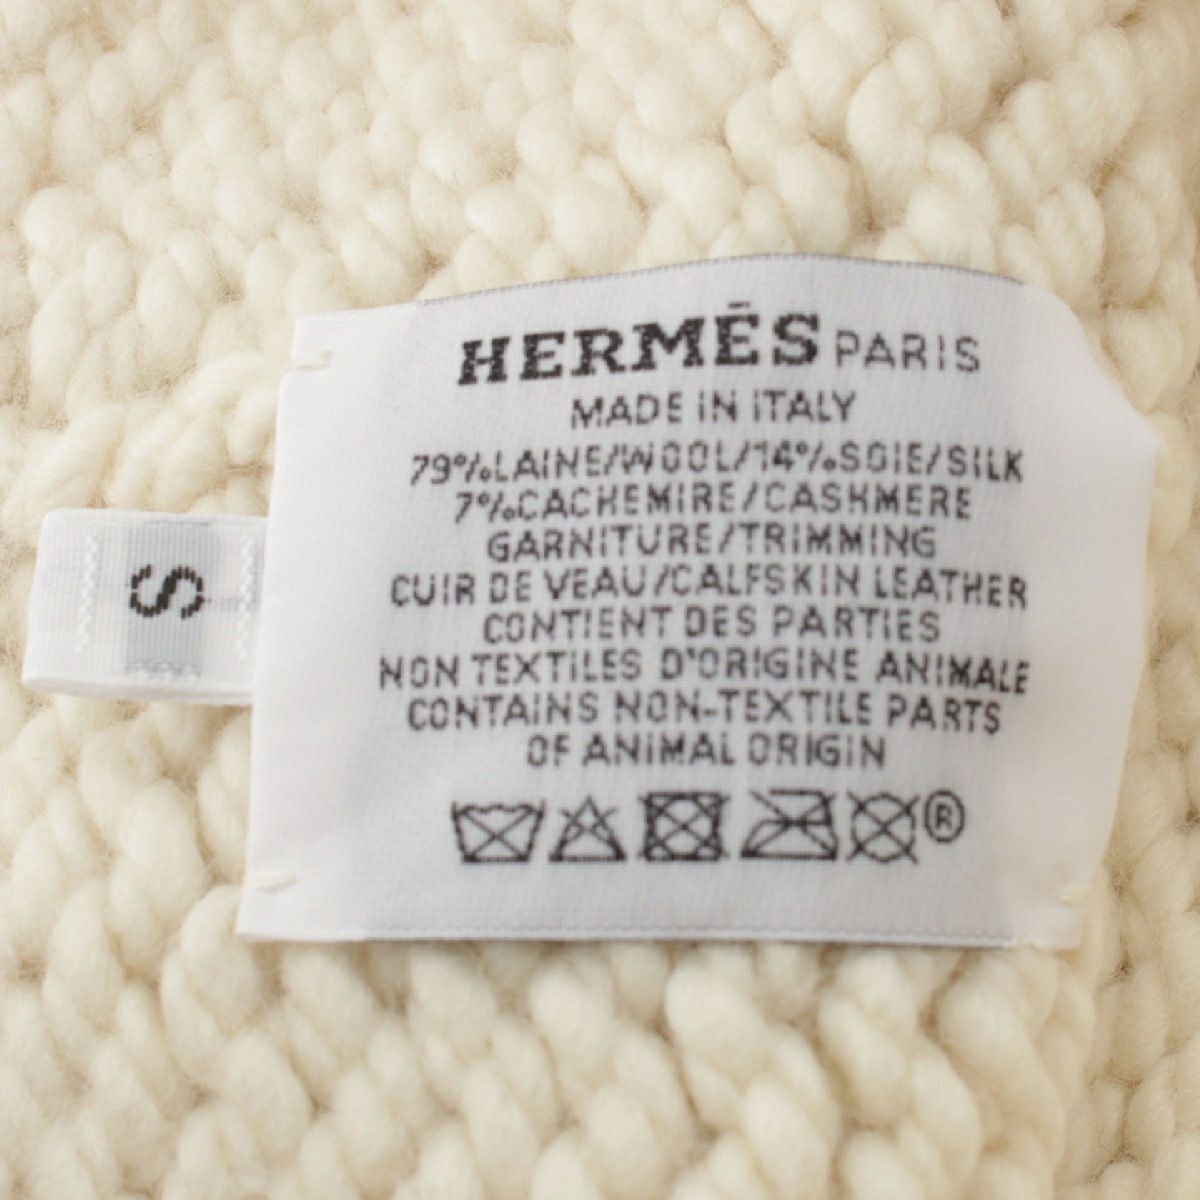 HERMÈS PARIS
MADE IN ITALY
79%LAINE/WOOL/14%SOIE/SILK
7%CACHEMIRE/CASHMERE
GARNITURE/TRIMMING
CUIR DE VEAU/CALFSKIN LEATHER
CONTIENT DES PARTIES
NON TEXTILES D'ORIGINE ANIMALE
CONTAINS NON-TEXTILE PARTS
OF ANIMAL ORIGIN
®
S